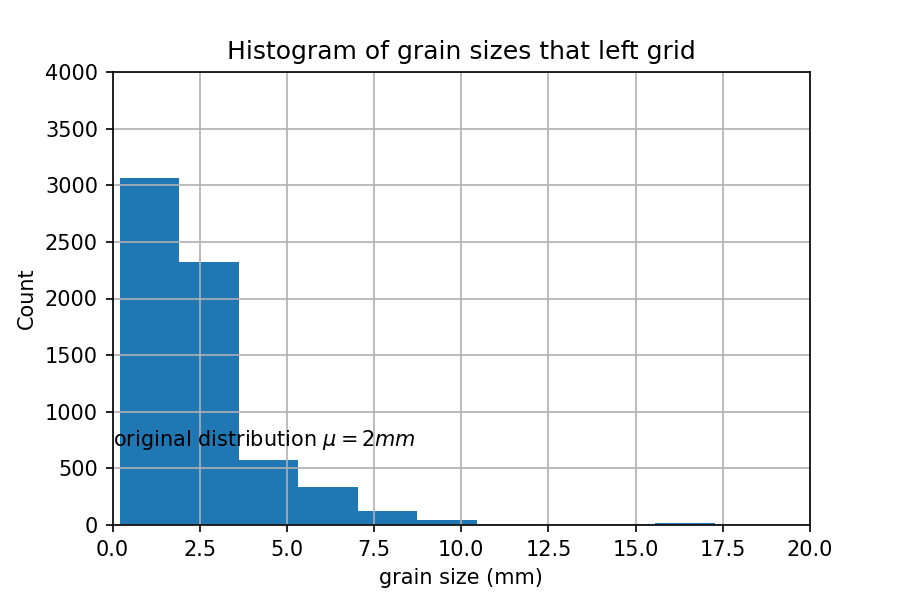 Histogram of grain sizes that left grid
4000
3500
3000
2500
2000
1500
1000
500
0
Count
original distribution μ = 2mm
0.0 2.5 5.0 7.5 10.0 12.5 15.0 17.5 20.0
grain size (mm)